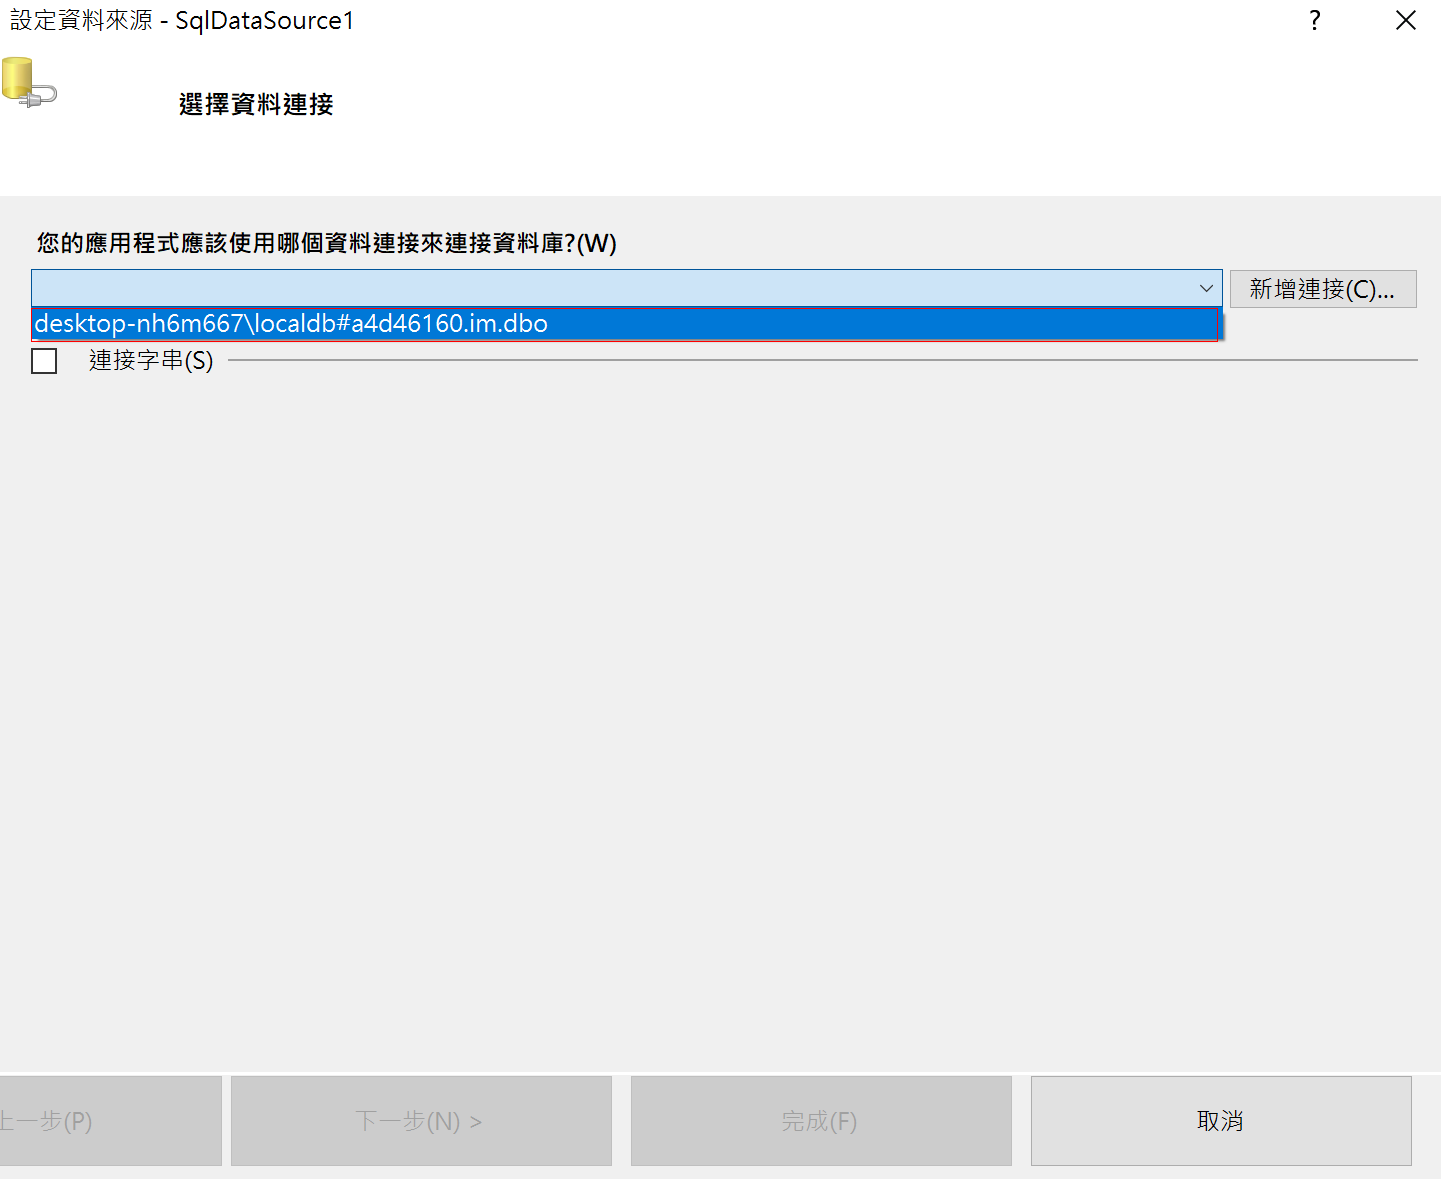 設定資料來源 - SqlDataSource1
?
選擇資料連接
您的應用程式應該使用哪個資料連接來連接資料庫?(W)
新增連接(C)...
desktop-nh6m667\localdb#a4d46160.im.dbo
連接字串(S)
上一步(P)
下一步(N) >
完成(F)
取消